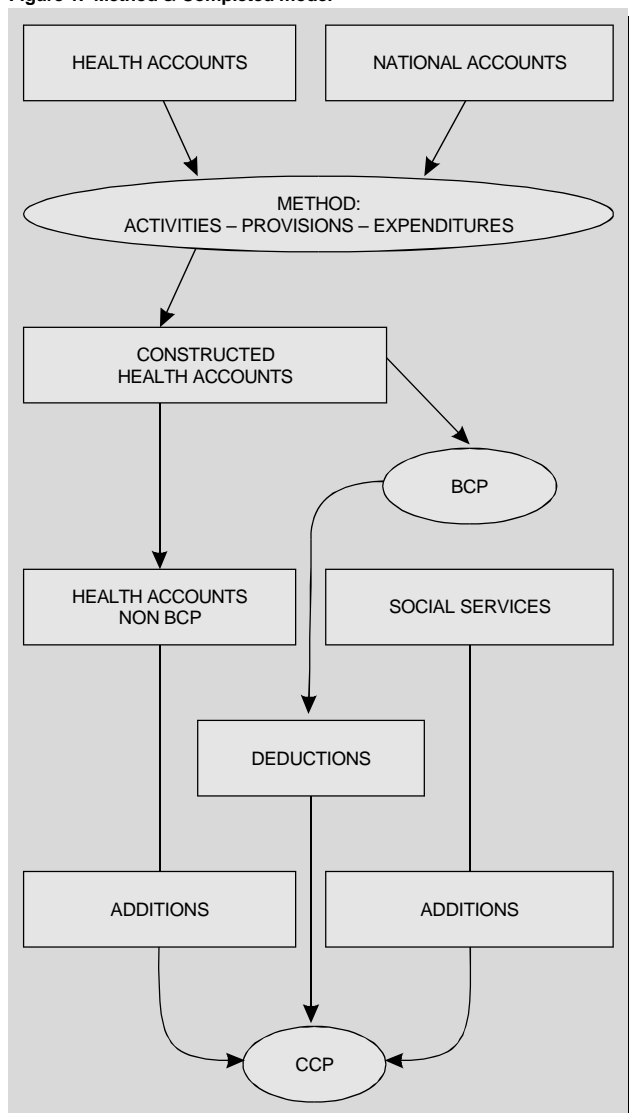 Figure 1: Method & Completed Model
HEALTH ACCOUNTS
NATIONAL ACCOUNTS
METHOD:
ACTIVITIES – PROVISIONS – EXPENDITURES
CONSTRUCTED
HEALTH ACCOUNTS
BCP
HEALTH ACCOUNTS
NON BCP
SOCIAL SERVICES
DEDUCTIONS
ADDITIONS
ADDITIONS
CCP